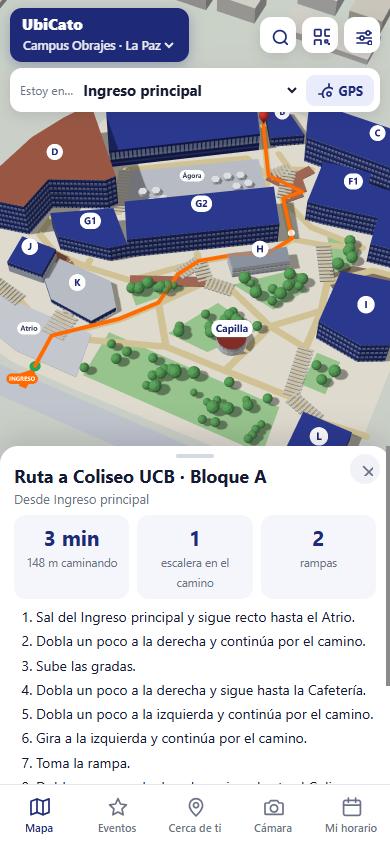 UbiCato
Campus Obrajes · La Paz
Estoy en... Ingreso principal GPS
D
C
Ágora
F1
G2
G1
H
J
K
I
Atrio
Capilla
INGRESO
L
Ruta a Coliseo UCB · Bloque A
Desde Ingreso principal
3 min
148 m caminando
1
escalera en el
camino
2
rampas
1. Sal del Ingreso principal y sigue recto hasta el Atrio.
2. Dobla un poco a la derecha y continúa por el camino.
3. Sube las gradas.
4. Dobla un poco a la derecha y sigue hasta la Cafetería.
5. Dobla un poco a la izquierda y continúa por el camino.
6. Gira a la izquierda y continúa por el camino.
7. Toma la rampa.
Mapa
Eventos
Cerca de ti
Cámara
Mi horario